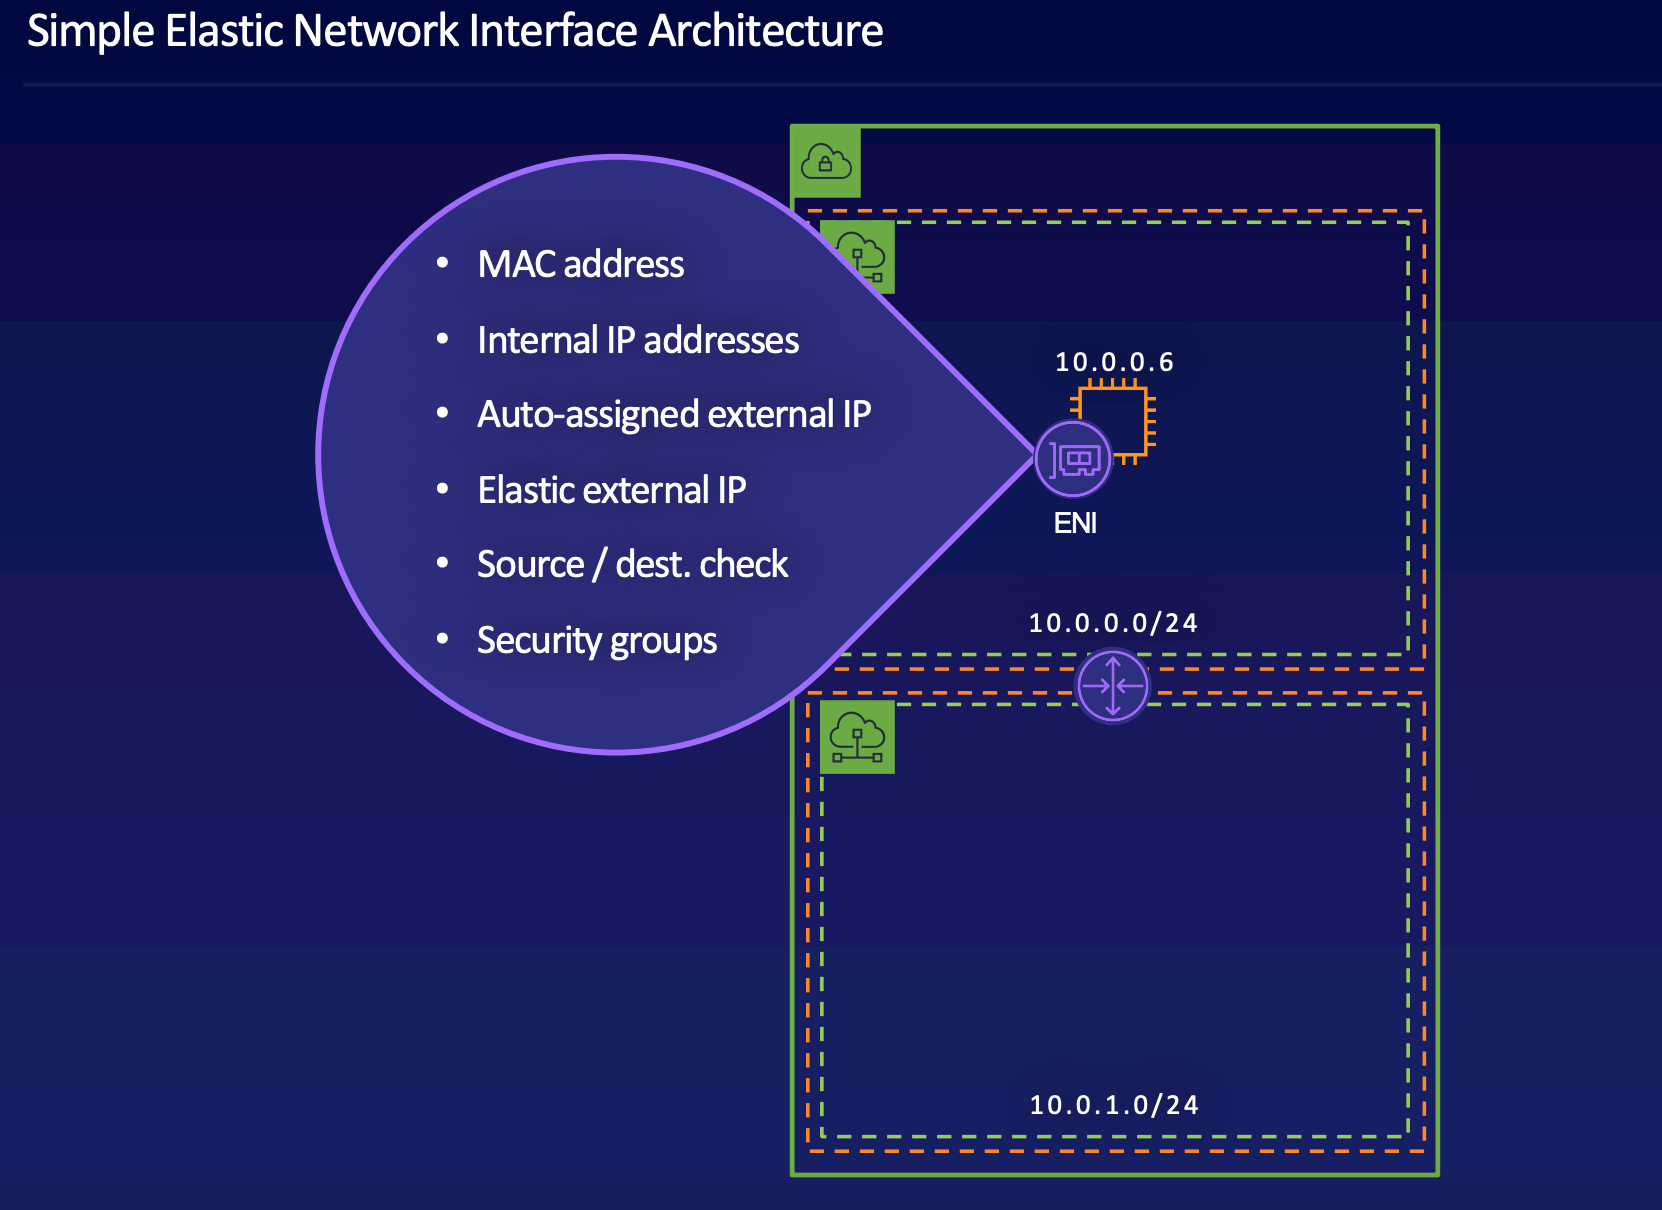 Simple Elastic Network Interface Architecture
• MAC address
• Internal IP addresses
• Auto-assigned external IP
• Elastic external IP
• Source / dest. check
• Security groups
10.0.0.6
ENI
10.0.0.0/24
10.0.1.0/24